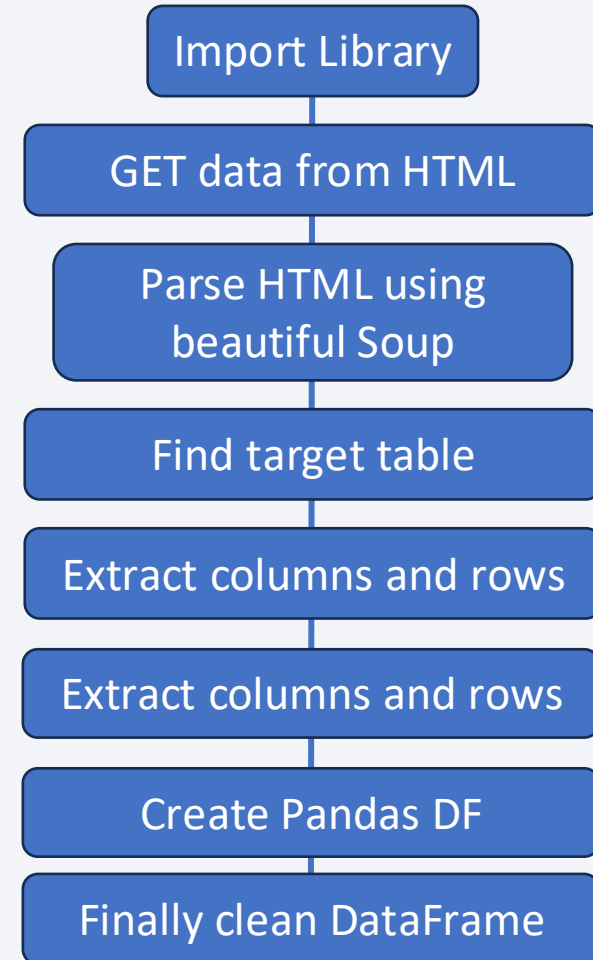 Import Library
GET data from HTML
Parse HTML using
beautiful Soup
Find target table
Extract columns and rows
Extract columns and rows
Create Pandas DF
Finally clean DataFrame